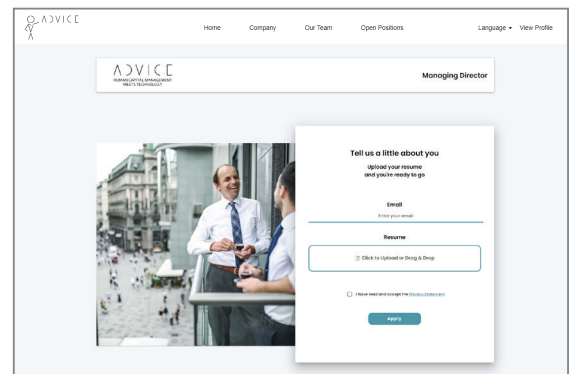 ADVICE
Home Company Our Team Open Positions Language View Profile
ADVICE
HUMAN CAPITAL MANAGEMENT
MEETS TECHNOLOGY
Managing Director
Tell us a little about you
Upload your resume
and you're ready to go
Email
Enter your email
Resume
Click to Upload or Drag & Drop
I have read and accept the Privacy Statement
Apply